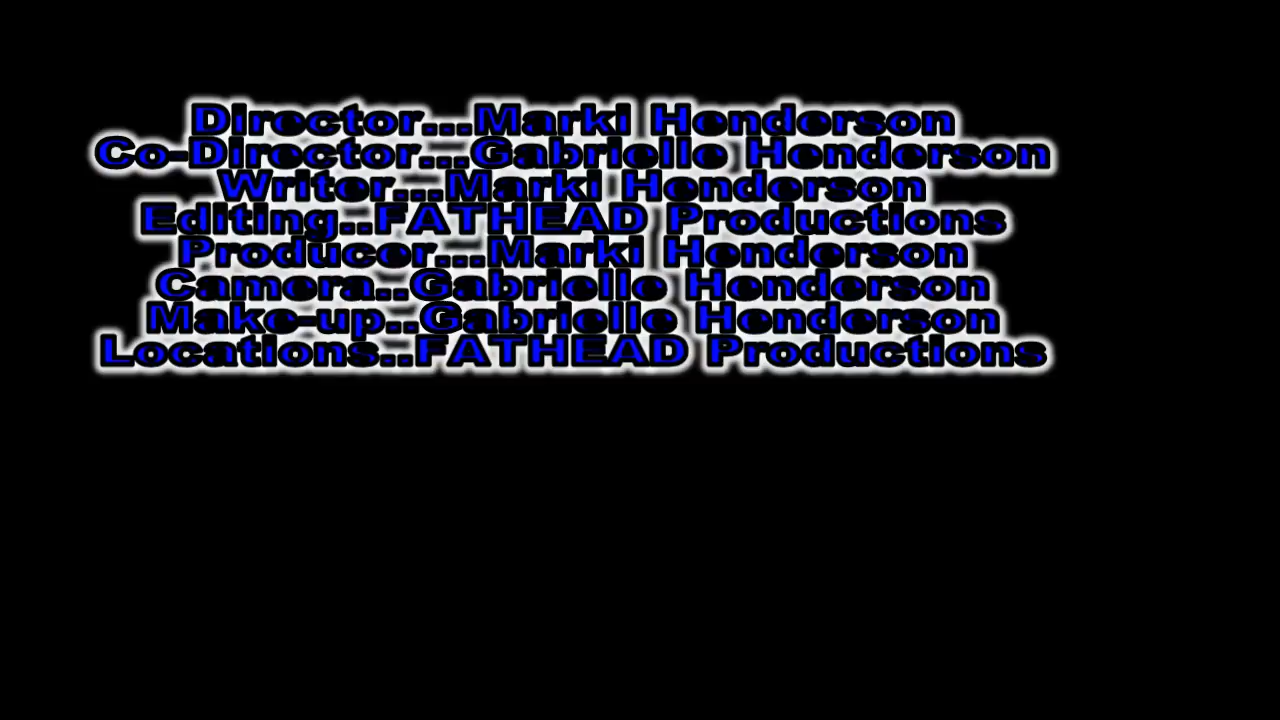 Director...Marki Henderson
Co-Director...Gabrielle Henderson
Writer...Marki Henderson
Editing..FATHEAD Productions
Producer...Marki Henderson
Camera..Gabrielle Henderson
Make-up..Gabrielle Henderson
Locations..FATHEAD Productions